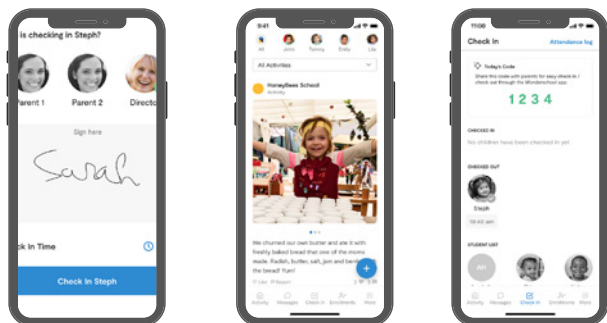 is checking in Steph?
Parent 1
Parent 2
Directo
Sign here
Sarah
ck In Time
Check In Steph
9:41
All
John
Tommy
Emily
Lila
All Activities
HoneyBees School
Activity
We churned our own butter and ate it with
freshly baked bread that one of the moms
made. Radish, butter, salt, jam and
the bread! Yum!
Like
Report
Activity
Messages
Check in
Enrollments
More
11:00
Check In
Attendance log
Today's Code
Share this code with parents for easy check in /
check out through the Wonderschool app.
1 2 3 4
CHECKED IN
No children have been checked in yet
CHECKED OUT
Steph
10:40 am
STUDENT LIST
AH
Activity
Messages
Check in
Enrollments
More